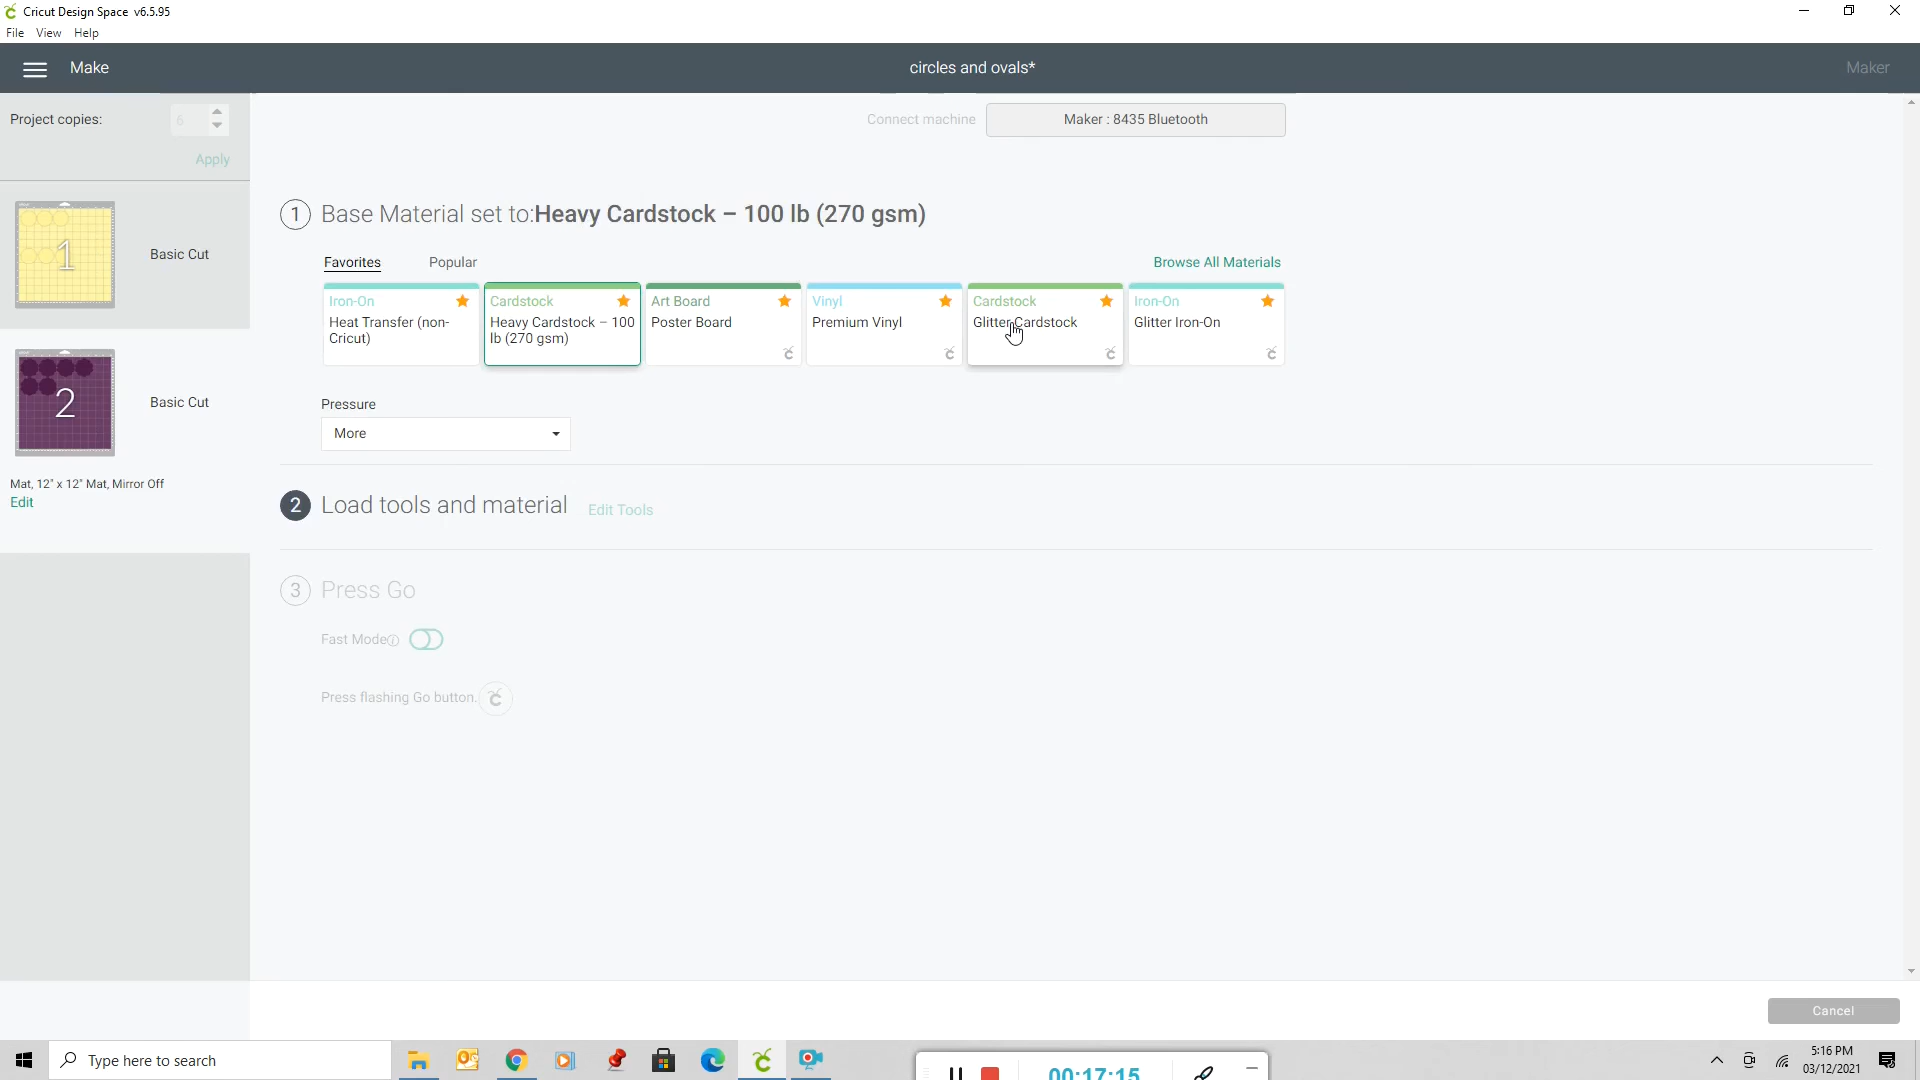 Cricut Design Space v6.5.95
File View Help
Make
circles and ovals*
Maker
Project copies:
6
Apply
Connect machine
Maker : 8435 Bluetooth
1 Base Material set to:Heavy Cardstock – 100 lb (270 gsm)
Favorites
Popular
Browse All Materials
Iron-On
Heat Transfer (non-
Cricut)
Cardstock
Heavy Cardstock – 100
lb (270 gsm)
Art Board
Poster Board
Vinyl
Premium Vinyl
Cardstock
Glitter Cardstock
Iron-On
Glitter Iron-On
1
Basic Cut
2
Basic Cut
Mat, 12" x 12" Mat, Mirror Off
Edit
Pressure
More
2 Load tools and material
Edit Tools
3 Press Go
Fast Mode
Press flashing Go button.
Cancel
Type here to search
00:17:15
5:16 PM
03/12/2021